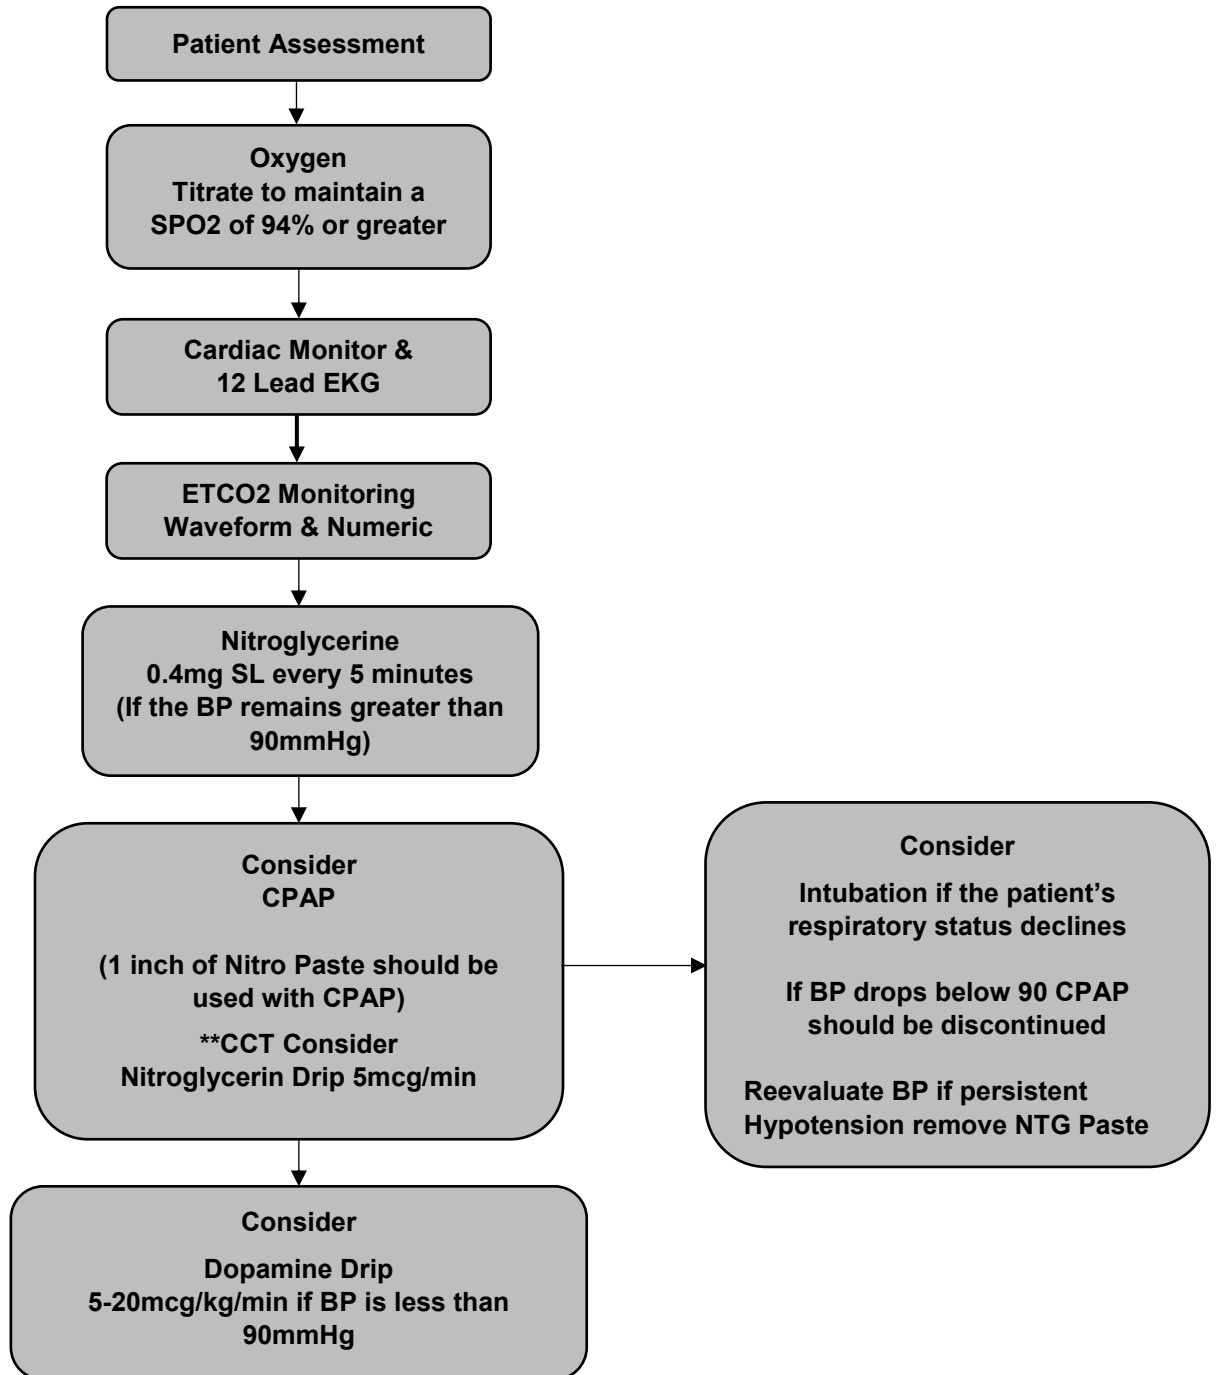 Patient Assessment
Oxygen
Titrate to maintain a
SPO2 of 94% or greater
Cardiac Monitor &
12 Lead EKG
ETCO2 Monitoring
Waveform & Numeric
Nitroglycerine
0.4mg SL every 5 minutes
(If the BP remains greater than
90mmHg)
Consider
CPAP
(1 inch of Nitro Paste should be
used with CPAP)
**CCT Consider
Nitroglycerin Drip 5mcg/min
Consider
Intubation if the patient’s
respiratory status declines
If BP drops below 90 CPAP
should be discontinued
Reevaluate BP if persistent
Hypotension remove NTG Paste
Consider
Dopamine Drip
5-20mcg/kg/min if BP is less than
90mmHg